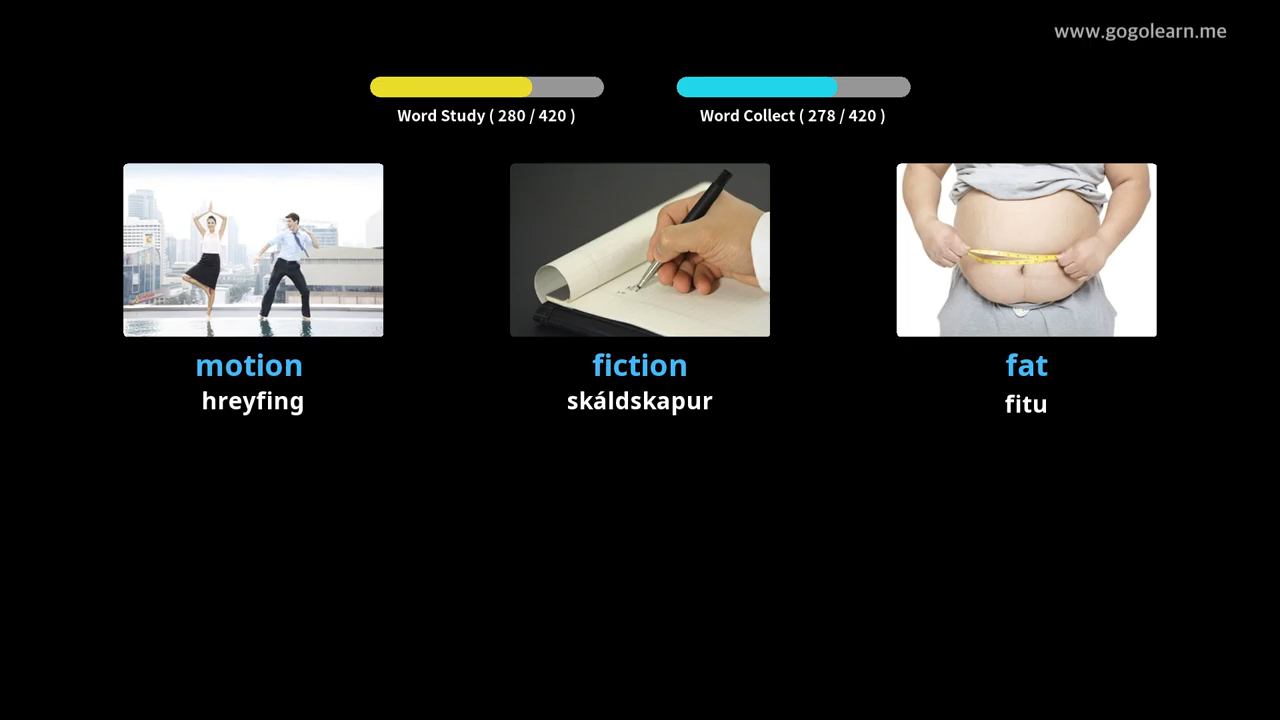 www.gogolearn.me
Word Study ( 280 / 420 )
Word Collect ( 278 / 420 )
motion
hreyfing
fiction
skáldskapur
fat
fitu